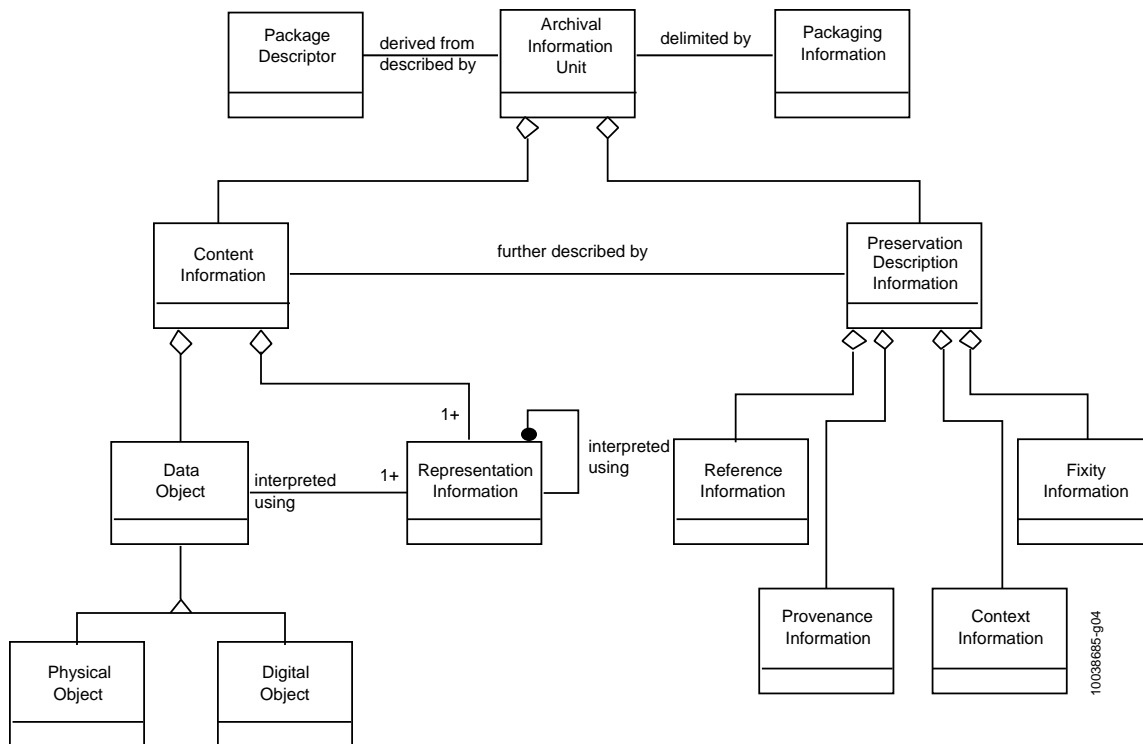 Package
Descriptor
derived from
described by
Archival
Information
Unit
delimited by
Packaging
Information
Content
Information
further described by
Preservation
Description
Information
1+
Data
Object
interpreted
using
1+
Representation
Information
interpreted
using
Reference
Information
Fixity
Information
Provenance
Information
Context
Information
Physical
Object
Digital
Object
10038685-g04